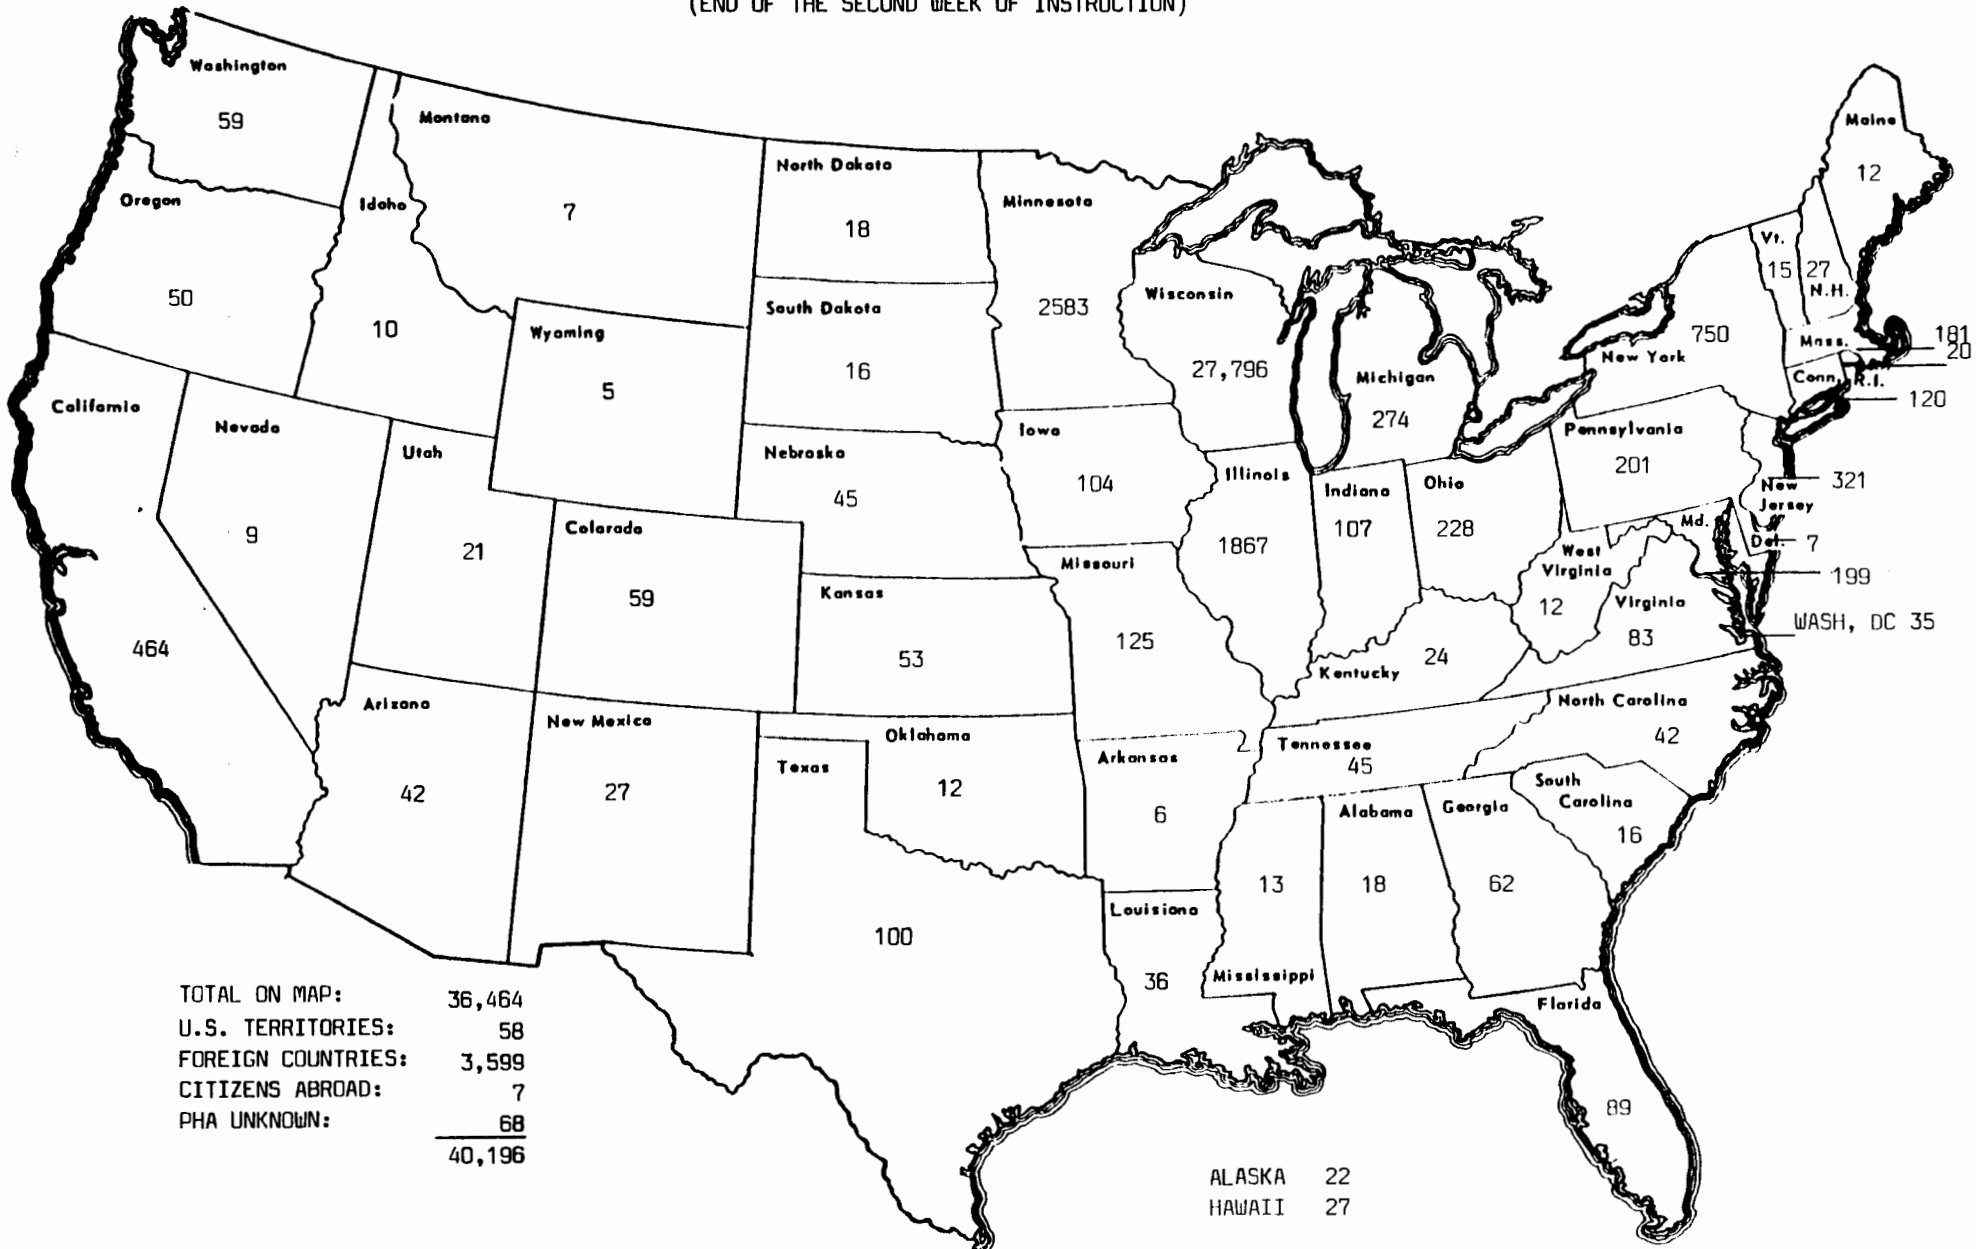 (END OF THE SECOND WEEK OF INSTRUCTION)
Washington
59
Oregon
50
California
464
Idaho
10
Nevada
9
Montana
7
Wyoming
5
Utah
21
Colorado
59
Arizona
42
New Mexico
27
North Dakota
18
South Dakota
16
Nebraska
45
Kansas
53
Oklahoma
12
Texas
100
Minnesota
2583
Iowa
104
Missouri
125
Arkansas
6
Louisiana
36
Wisconsin
27,796
Illinois
1867
Michigan
274
Indiana
107
Ohio
228
Kentucky
24
Tennessee
45
Mississippi
13
Alabama
18
Georgia
62
Florida
89
South
Carolina
16
North Carolina
42
Virginia
83
West
Virginia
12
Pennsylvania
201
New York
750
Maine
12
Vt.
15
27
N.H.
Mass.
181
20
Conn.
R.I.
120
New
Jersey
321
Md.
Del.
7
199
WASH, DC 35
TOTAL ON MAP: 36,464
U.S. TERRITORIES: 58
FOREIGN COUNTRIES: 3,599
CITIZENS ABROAD: 7
PHA UNKNOWN: 68
40,196
ALASKA 22
HAWAII 27